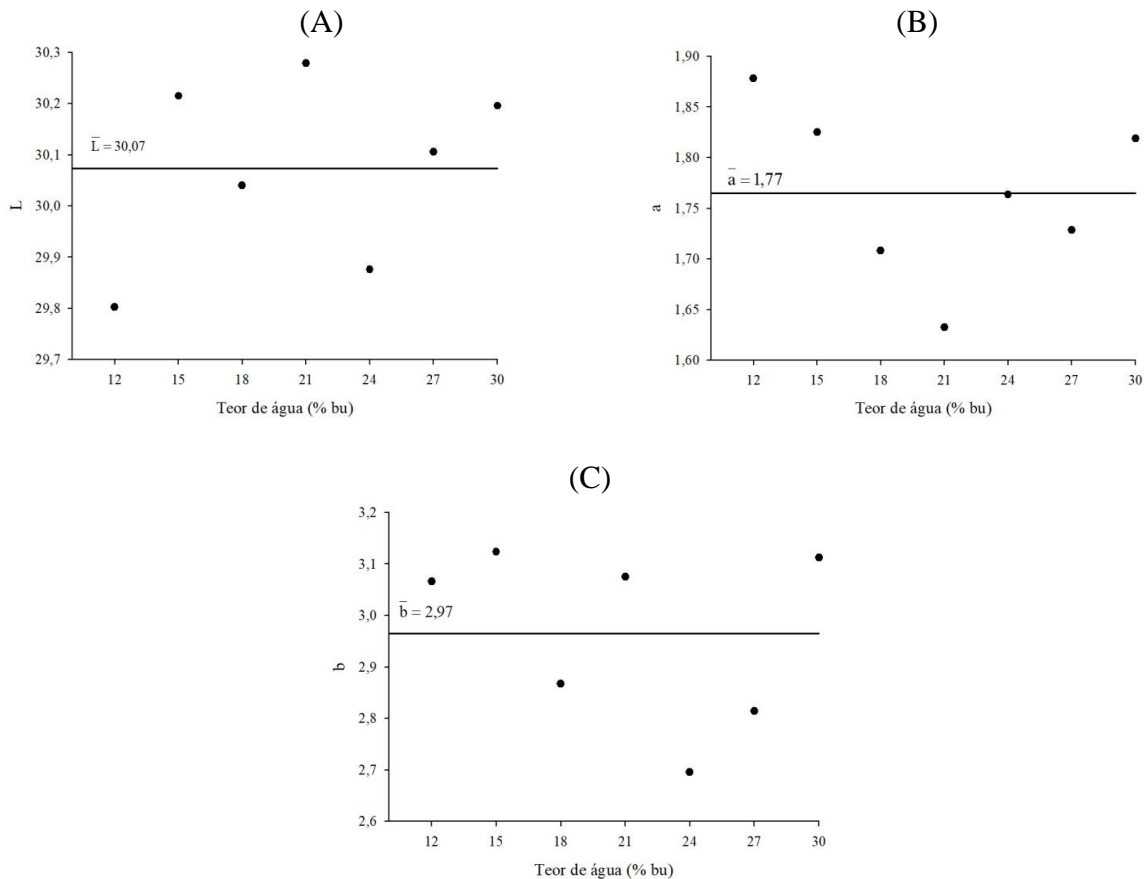 (A)
30,3
30,2
30,1
30,0
29,9
29,8
29,7
L
L̅ = 30,07
12 15 18 21 24 27 30
Teor de água (% bu)
(B)
1,90
1,85
1,80
1,75
1,70
1,65
1,60
a
a̅ = 1,77
12 15 18 21 24 27 30
Teor de água (% bu)
(C)
3,2
3,1
3,0
2,9
2,8
2,7
2,6
b
b̅ = 2,97
12 15 18 21 24 27 30
Teor de água (% bu)